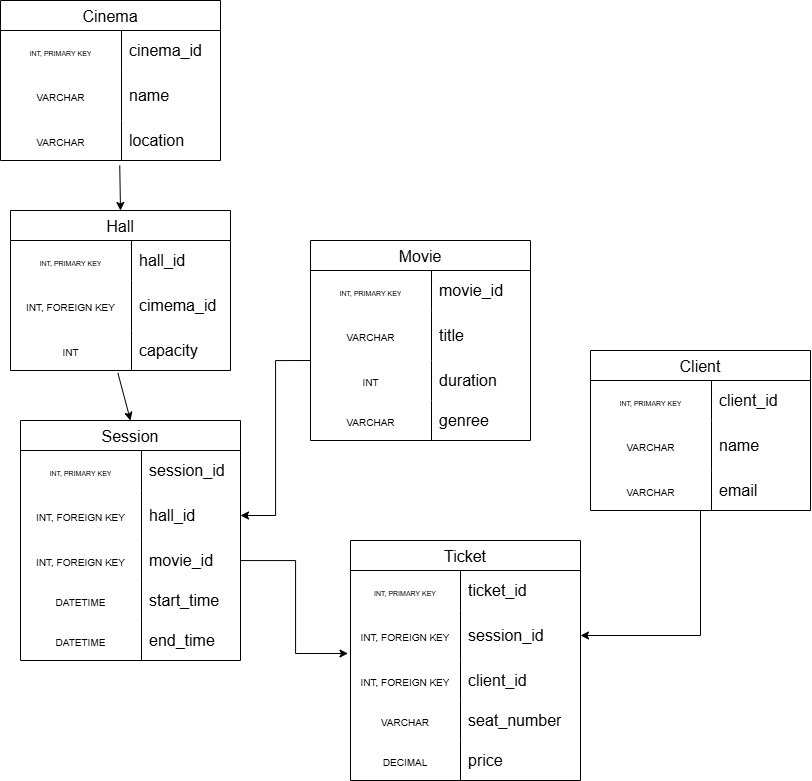 Cinema
INT, PRIMARY KEY cinema_id
VARCHAR name
VARCHAR location
Hall
INT, PRIMARY KEY hall_id
INT, FOREIGN KEY cimema_id
INT capacity
Movie
INT, PRIMARY KEY movie_id
VARCHAR title
INT duration
VARCHAR genree
Client
INT, PRIMARY KEY client_id
VARCHAR name
VARCHAR email
Session
INT, PRIMARY KEY session_id
INT, FOREIGN KEY hall_id
INT, FOREIGN KEY movie_id
DATETIME start_time
DATETIME end_time
Ticket
INT, PRIMARY KEY ticket_id
INT, FOREIGN KEY session_id
INT, FOREIGN KEY client_id
VARCHAR seat_number
DECIMAL price